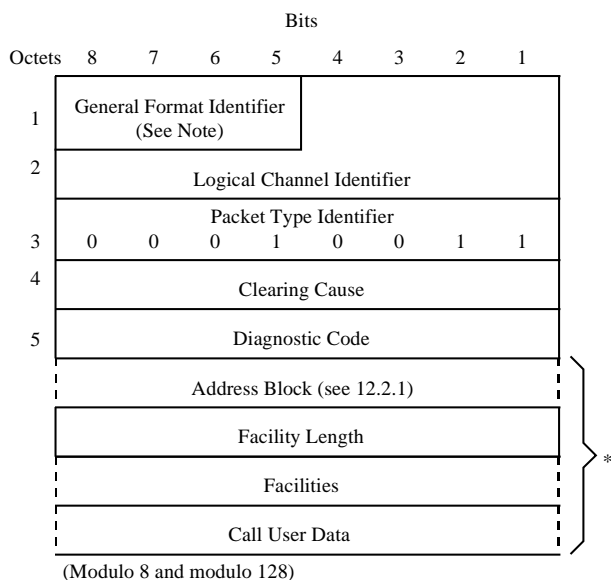 Bits
Octets 8 7 6 5 4 3 2 1
General Format Identifier
1
(See Note)
2
Logical Channel Identifier
Packet Type Identifier
3 0 0 0 1 0 0 1 1
4
Clearing Cause
5 Diagnostic Code
Address Block (see 12.2.1)
Facility Length
*
Facilities
Call User Data
(Modulo 8 and modulo 128)